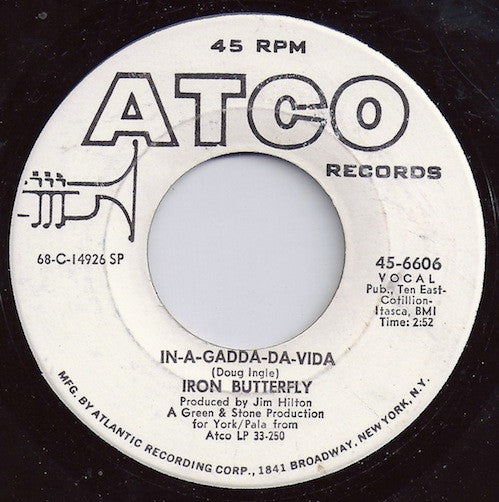 45 RPM
ATCO
RECORDS
68-C-14926 SP
45-6606
VOCAL
Pub., Ten East-
Cotillion-
Itasca, BMI
Time: 2:52
IN-A-GADDA-DA-VIDA
(Doug Ingle)
IRON BUTTERFLY
Produced by Jim Hilton
A Green & Stone Production
for York/Pala from
Atco LP 33-250
MFG. BY ATLANTIC RECORDING CORP., 1841 BROADWAY, NEW YORK, N.Y.